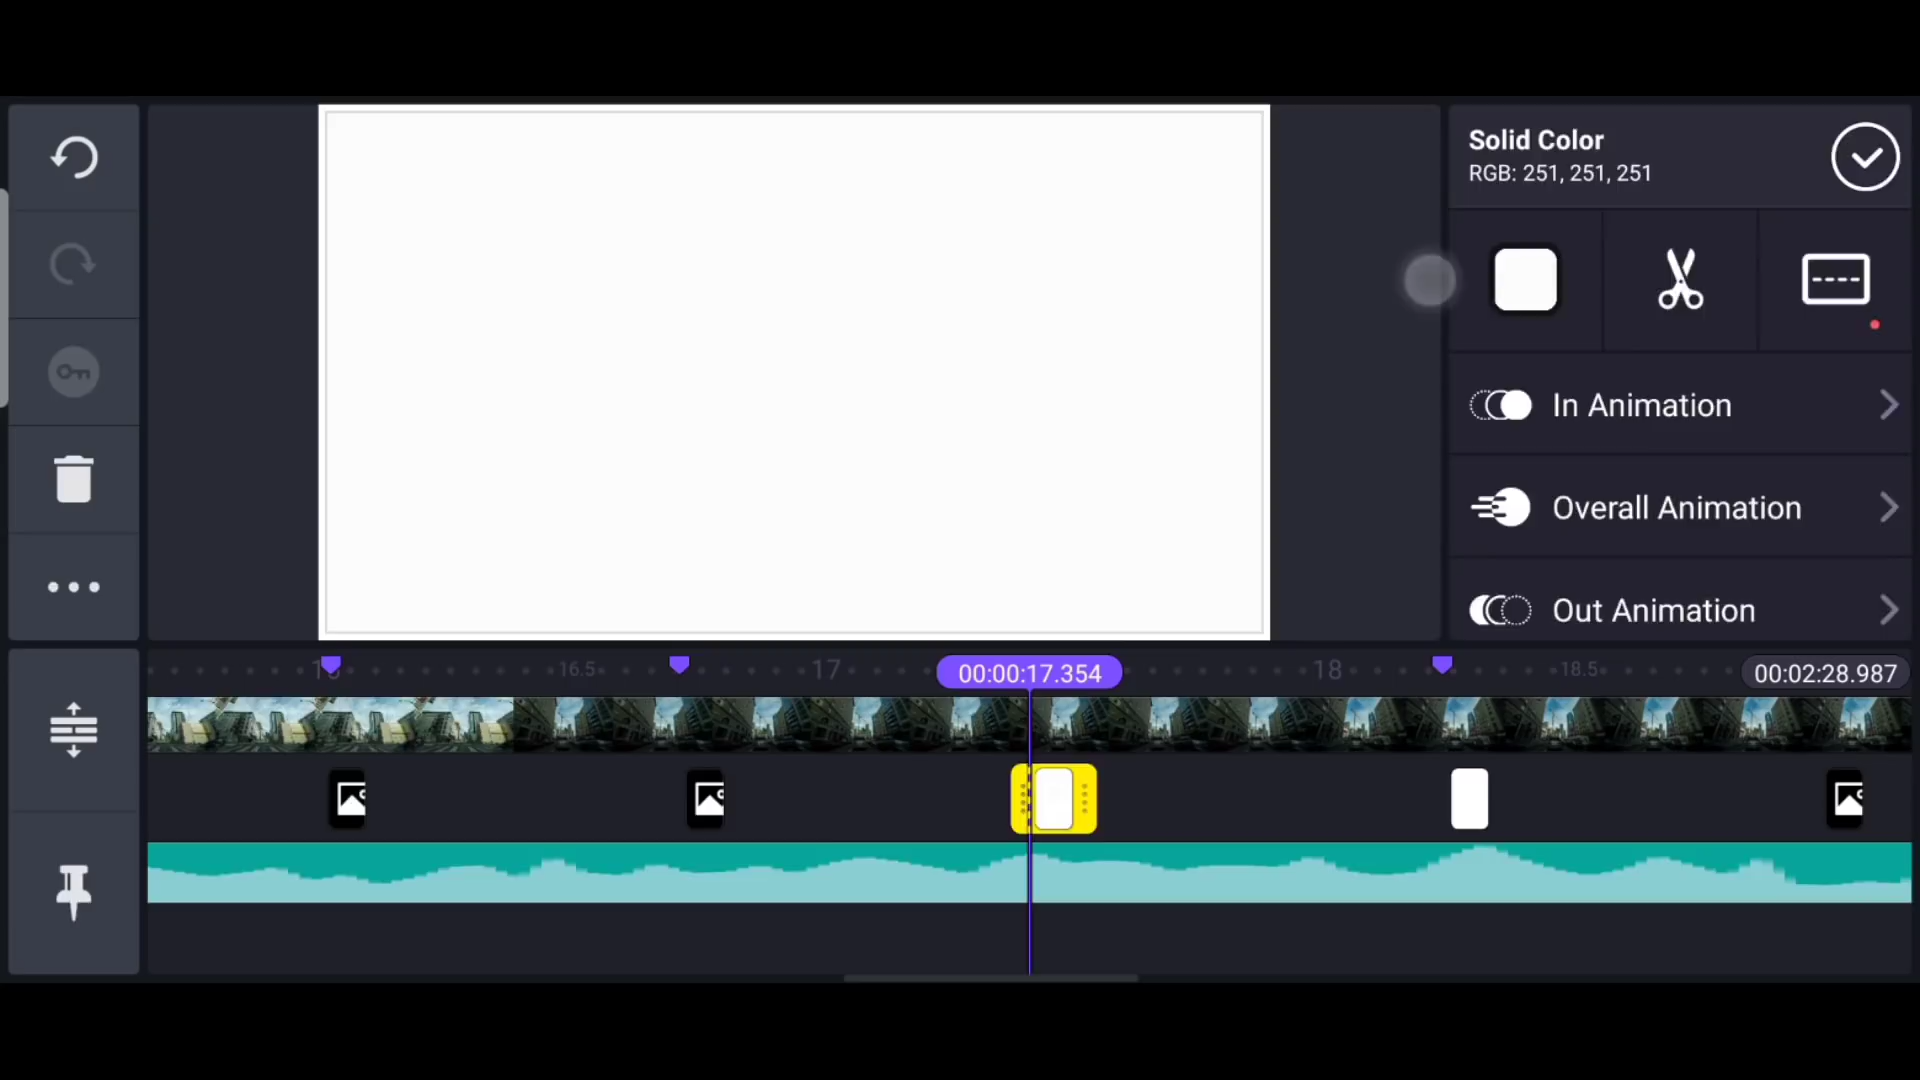 Solid Color
RGB: 251, 251, 251
In Animation
Overall Animation
Out Animation
16.5
17
00:00:17.354
18
18.5
00:02:28.987